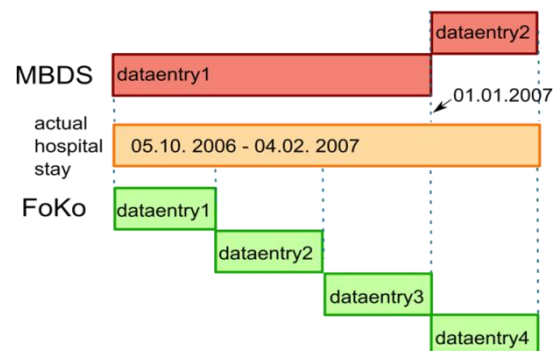 dataentry2
MBDS
dataentry1
01.01.2007
actual
hospital
stay
05.10. 2006 - 04.02. 2007
FoKo
dataentry1
dataentry2
dataentry3
dataentry4